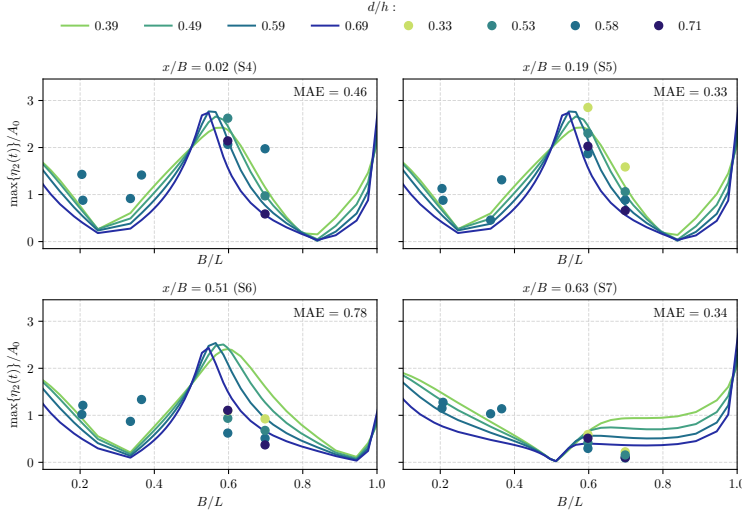 d/h :
0.39 0.49 0.59 0.69 0.33 0.53 0.58 0.71
x/B = 0.02 (S4)
x/B = 0.19 (S5)
MAE = 0.46
MAE = 0.33
3
2
1
0
max{η₂(t)}/A₀
B/L
B/L
x/B = 0.51 (S6)
x/B = 0.63 (S7)
MAE = 0.78
MAE = 0.34
3
2
1
0
max{η₂(t)}/A₀
0.2 0.4 0.6 0.8 1.0
0.2 0.4 0.6 0.8 1.0
B/L
B/L